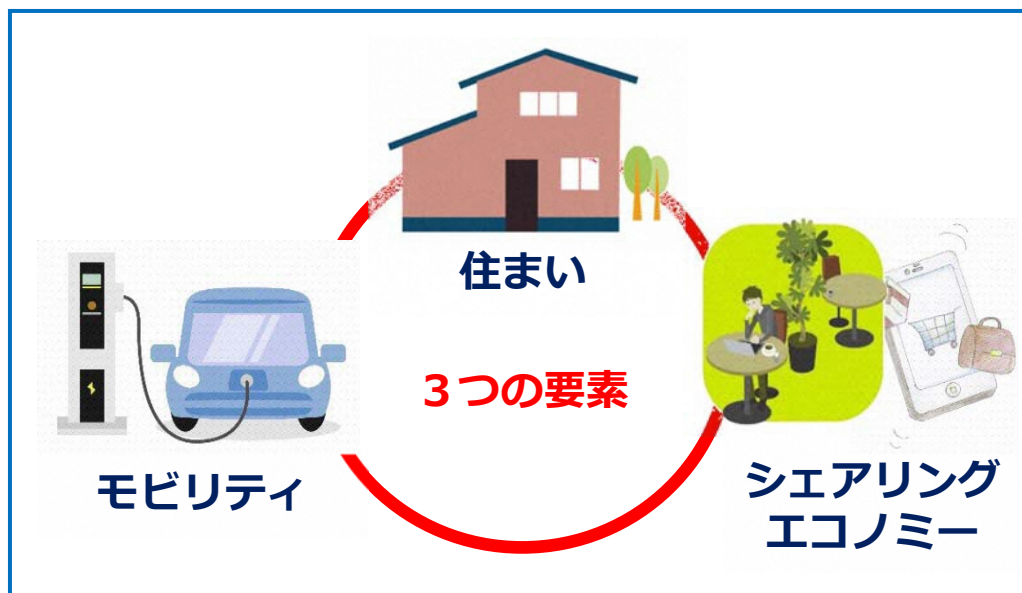 住まい
３つの要素
モビリティ
シェアリング
エコノミー